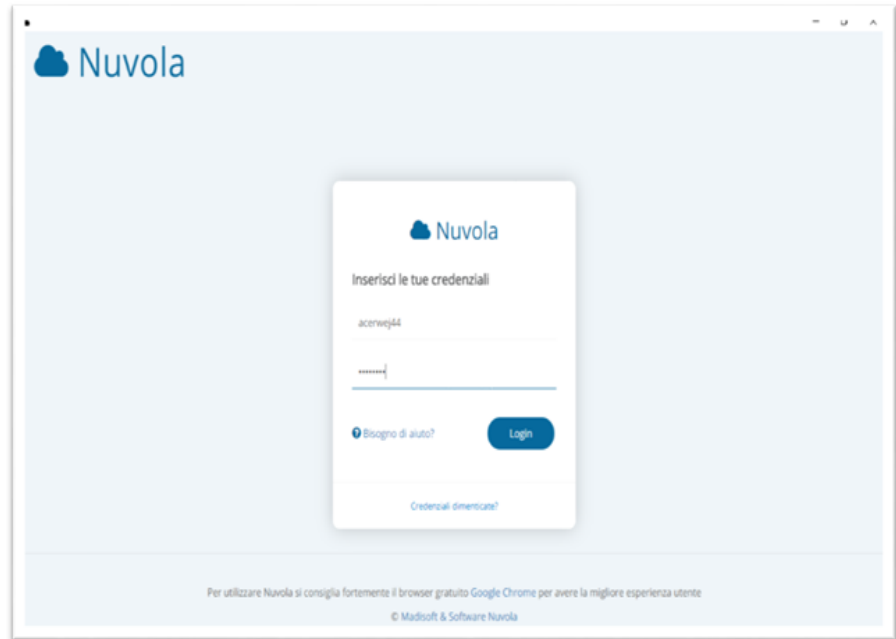 Nuvola
Nuvola
Inserisci le tue credenziali
acerwej44
Bisogno di aiuto?
Login
Credenziali dimenticate?
Per utilizzare Nuvola si consiglia fortemente il browser gratuito Google Chrome per avere la migliore esperienza utente
© Madisoft & Software Nuvola